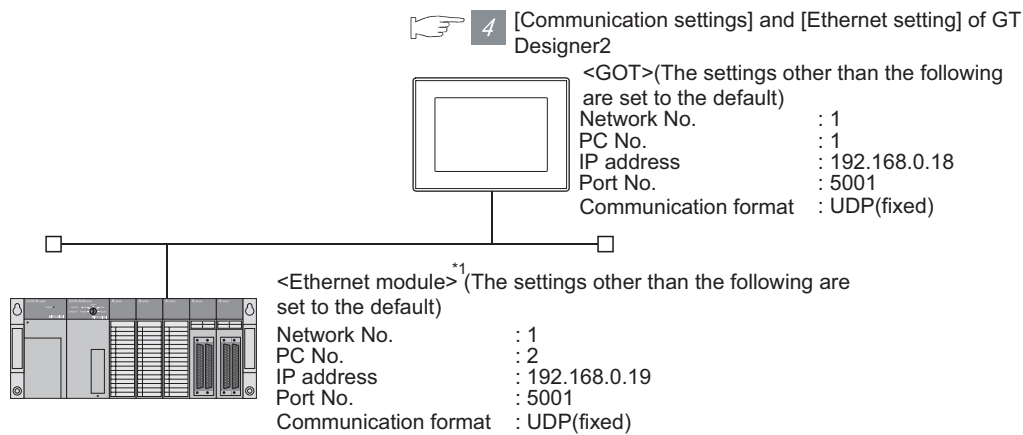 4 [Communication settings] and [Ethernet setting] of GT
Designer2
<GOT>(The settings other than the following
are set to the default)
Network No. : 1
PC No. : 1
IP address : 192.168.0.18
Port No. : 5001
Communication format : UDP(fixed)
<Ethernet module>*1(The settings other than the following are
set to the default)
Network No. : 1
PC No. : 2
IP address : 192.168.0.19
Port No. : 5001
Communication format : UDP(fixed)